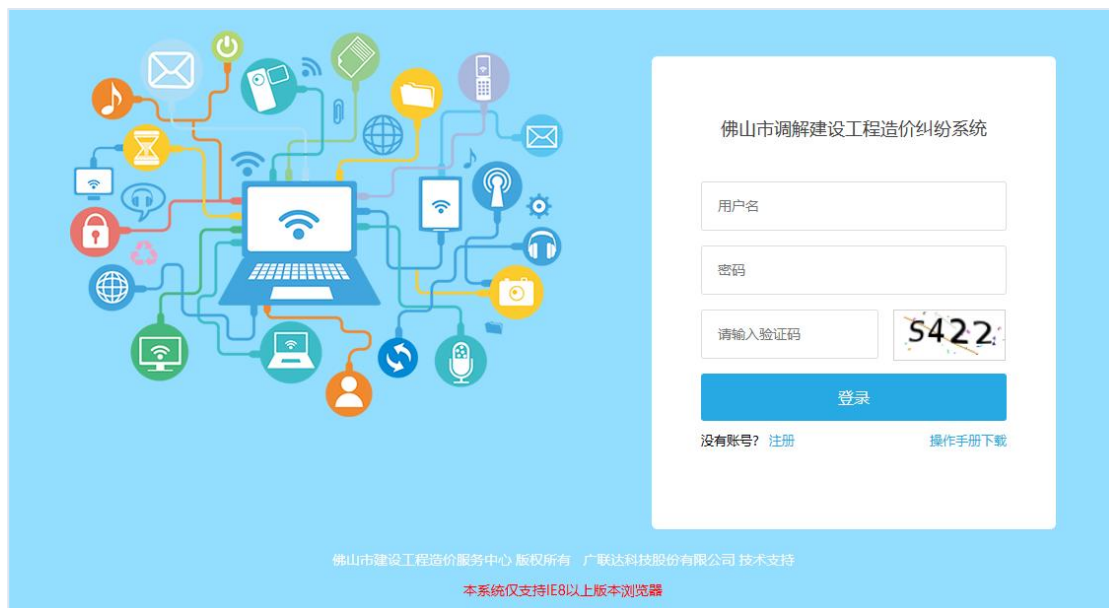 佛山市调解建设工程造价纠纷系统
用户名
密码
请输入验证码 S422
登录
没有账号? 注册 操作手册下载
佛山市建设工程造价服务中心 版权所有 广联达科技股份有限公司 技术支持
本系统仅支持IE8以上版本浏览器